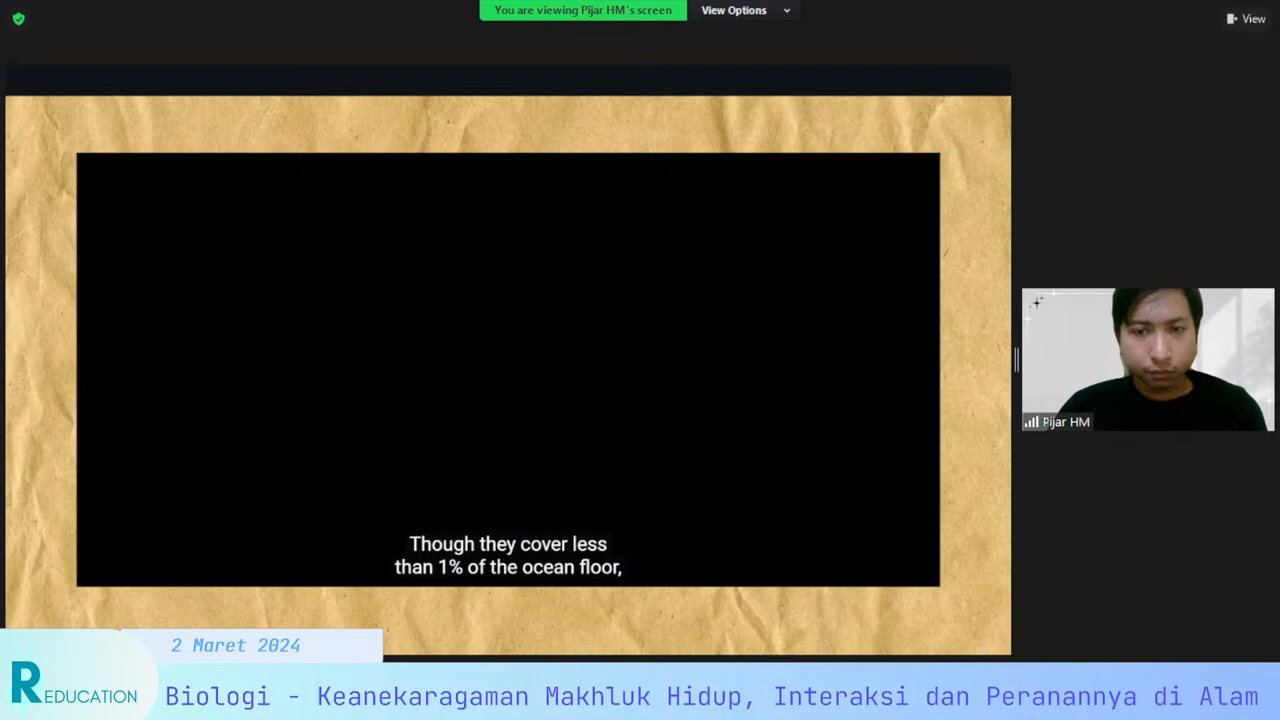 You are viewing Pijar HM's screen
View Options
View
Though they cover less
than 1% of the ocean floor,
Pijar HM
2 Maret 2024
R EDUCATION
Biologi - Keanekaragaman Makhluk Hidup, Interaksi dan Peranannya di Alam